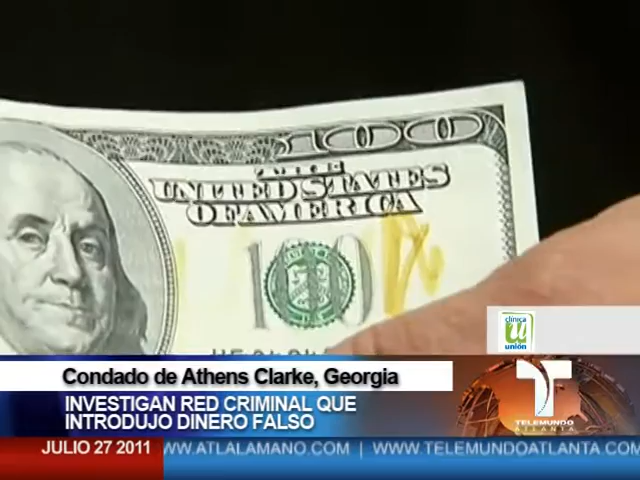 100
THE
UNITED STATES
OF AMERICA
100
clínica
unión
Condado de Athens Clarke, Georgia
INVESTIGAN RED CRIMINAL QUE
INTRODUJO DINERO FALSO
TELEMUNDO
ATLANTA
JULIO 27 2011
WWW.ATLALAMANO.COM | WWW.TELEMUNDOATLANTA.COM